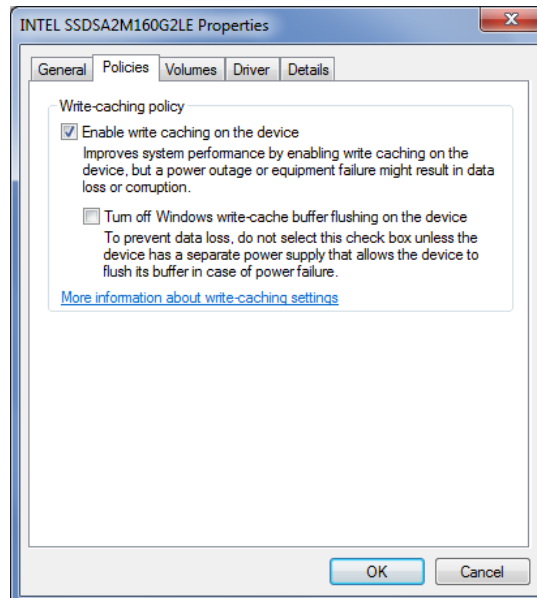 INTEL SSDSA2M160G2LE Properties
General Policies Volumes Driver Details
Write-caching policy
Enable write caching on the device
Improves system performance by enabling write caching on the
device, but a power outage or equipment failure might result in data
loss or corruption.
Turn off Windows write-cache buffer flushing on the device
To prevent data loss, do not select this check box unless the
device has a separate power supply that allows the device to
flush its buffer in case of power failure.
More information about write-caching settings
OK Cancel